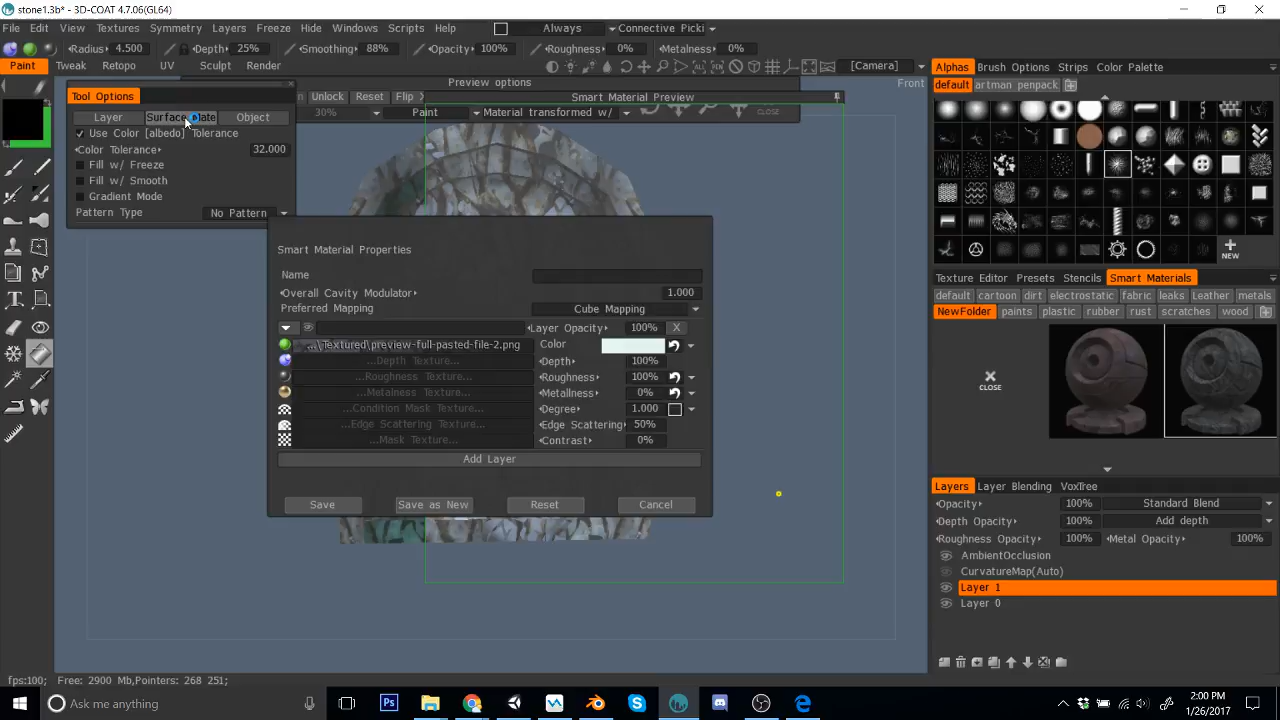 stone1.3b* - 3D-COAT 4.7.06(GL64)
File Edit View Textures Symmetry Layers Freeze Hide Windows Scripts Help Always Connective Picki
Radius 4.500 Depth 25% Smoothing 88% Opacity 100% Roughness 0% Metalness 0%
Paint Tweak Retopo UV Sculpt Render [Camera]
Alphas Brush Options Strips Color Palette
default artman penpack
Preview options Front
Tool Options
Unlock Reset Flip Smart Material Preview
30% Paint Material transformed w/ CLOSE
Layer Surface Object
Use Color [albedo] Tolerance
Color Tolerance 32.000
Fill w/ Freeze
Fill w/ Smooth
Gradient Mode
Pattern Type No Pattern
NEW
Smart Material Properties
Name
Overall Cavity Modulator 1.000
Preferred Mapping Cube Mapping
Layer Opacity 100% X
...\Textured\preview-full-pasted-file-2.png Color
...Depth Texture... Depth 100%
...Roughness Texture... Roughness 100%
...Metalness Texture... Metallness 0%
...Condition Mask Texture... Degree 1.000
...Edge Scattering Texture... Edge Scattering 50%
...Mask Texture... Contrast 0%
Add Layer
Save Save as New Reset Cancel
Texture Editor Presets Stencils Smart Materials
default cartoon dirt electrostatic fabric leaks Leather metals
NewFolder paints plastic rubber rust scratches wood
CLOSE
Layers Layer Blending VoxTree
Opacity 100% Standard Blend
Depth Opacity 100% Add depth
Roughness Opacity 100% Metal Opacity 100%
AmbientOcclusion
CurvatureMap(Auto)
Layer 1
Layer 0
fps:100; Free: 2900 Mb,Pointers: 268 251;
Ask me anything
2:00 PM
1/26/2017